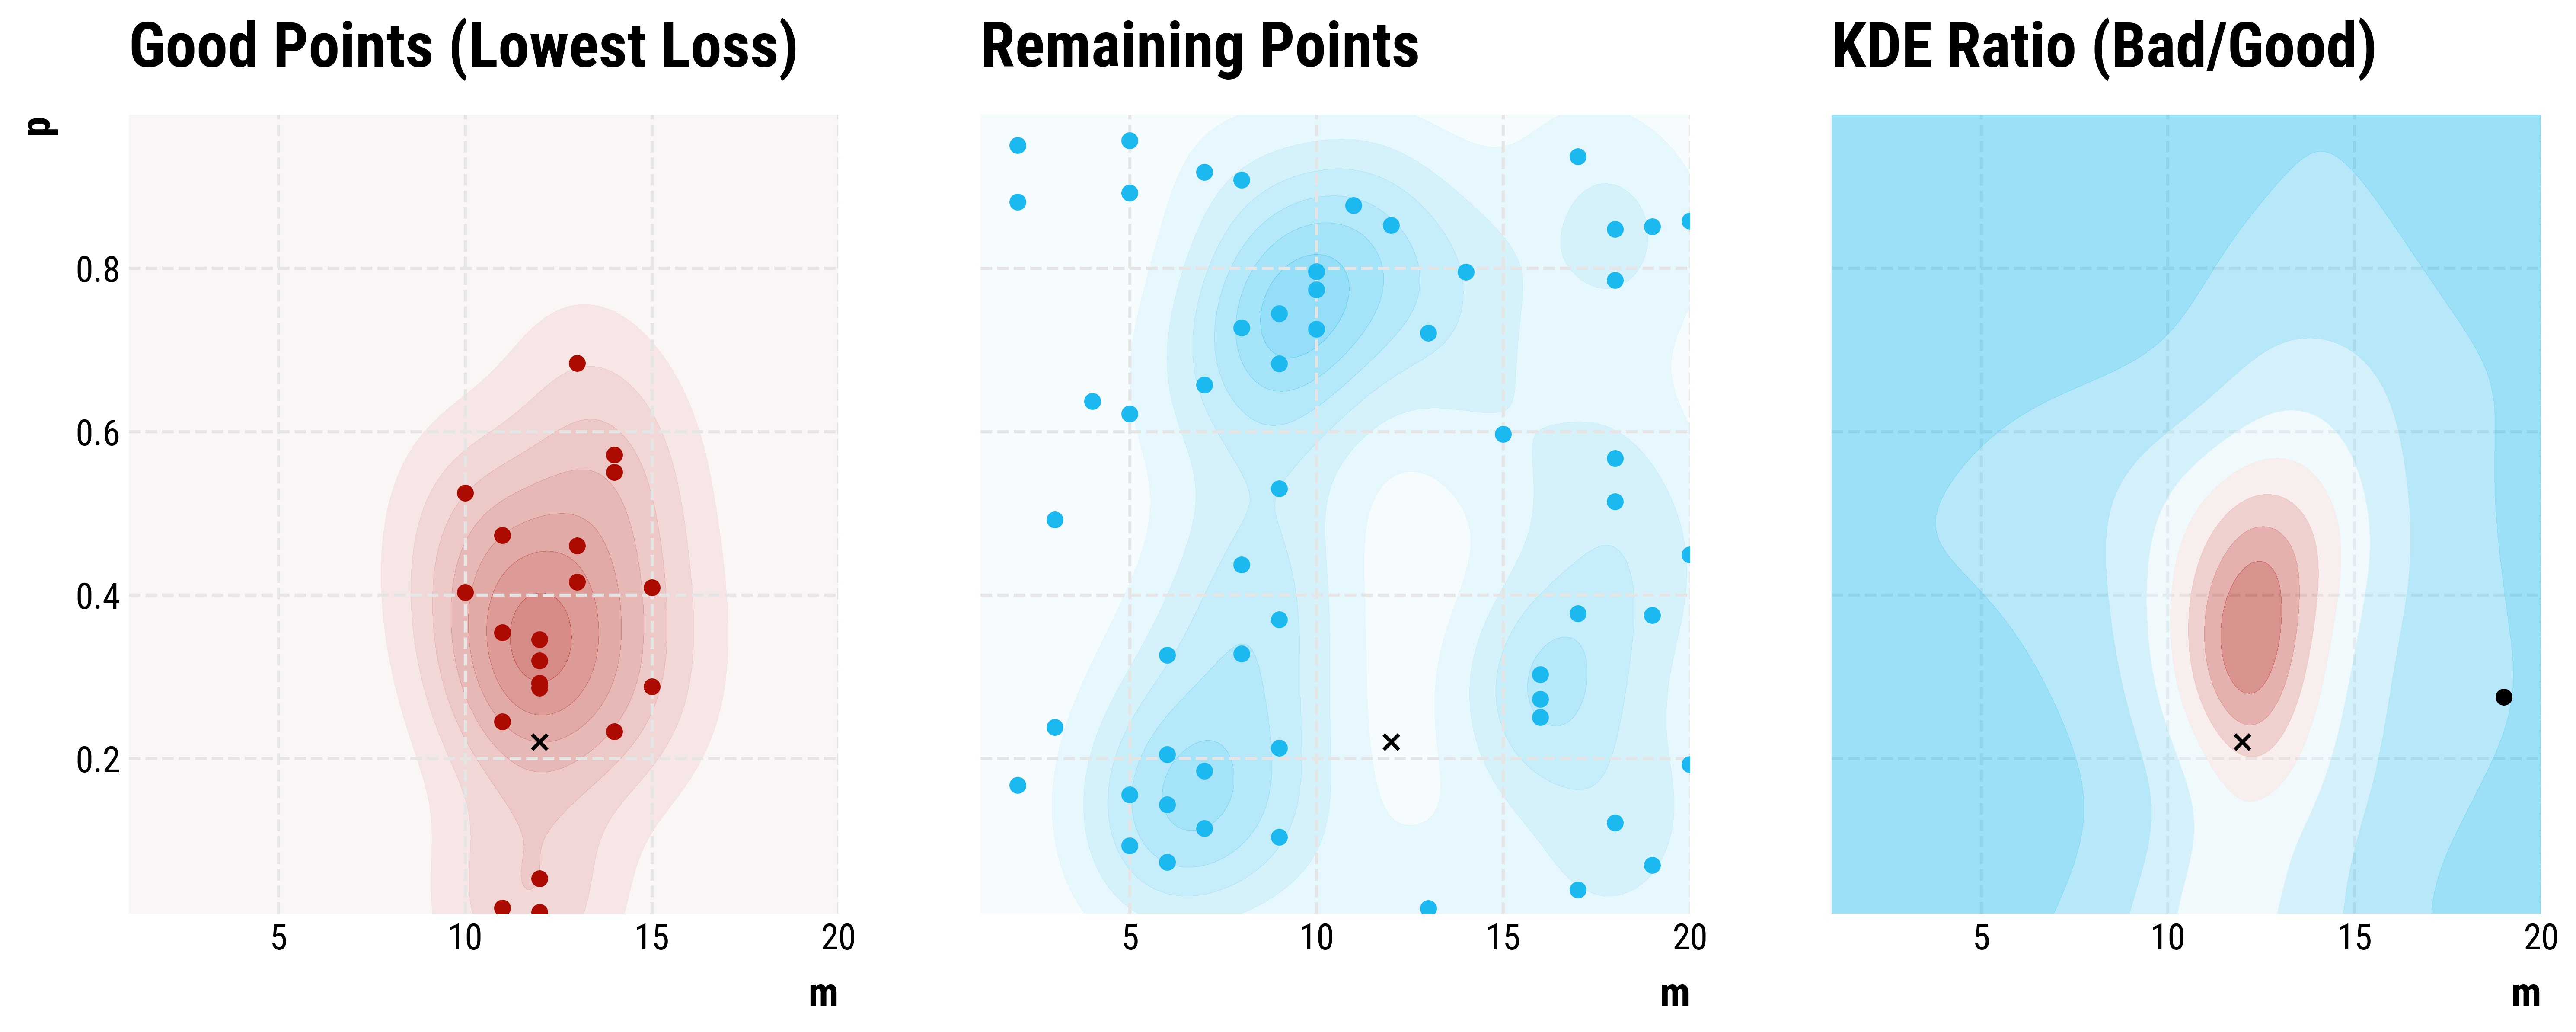 Good Points (Lowest Loss)
Remaining Points
KDE Ratio (Bad/Good)
p
0.8
0.6
0.4
0.2
5 10 15 20
5 10 15 20
5 10 15 20
m
m
m